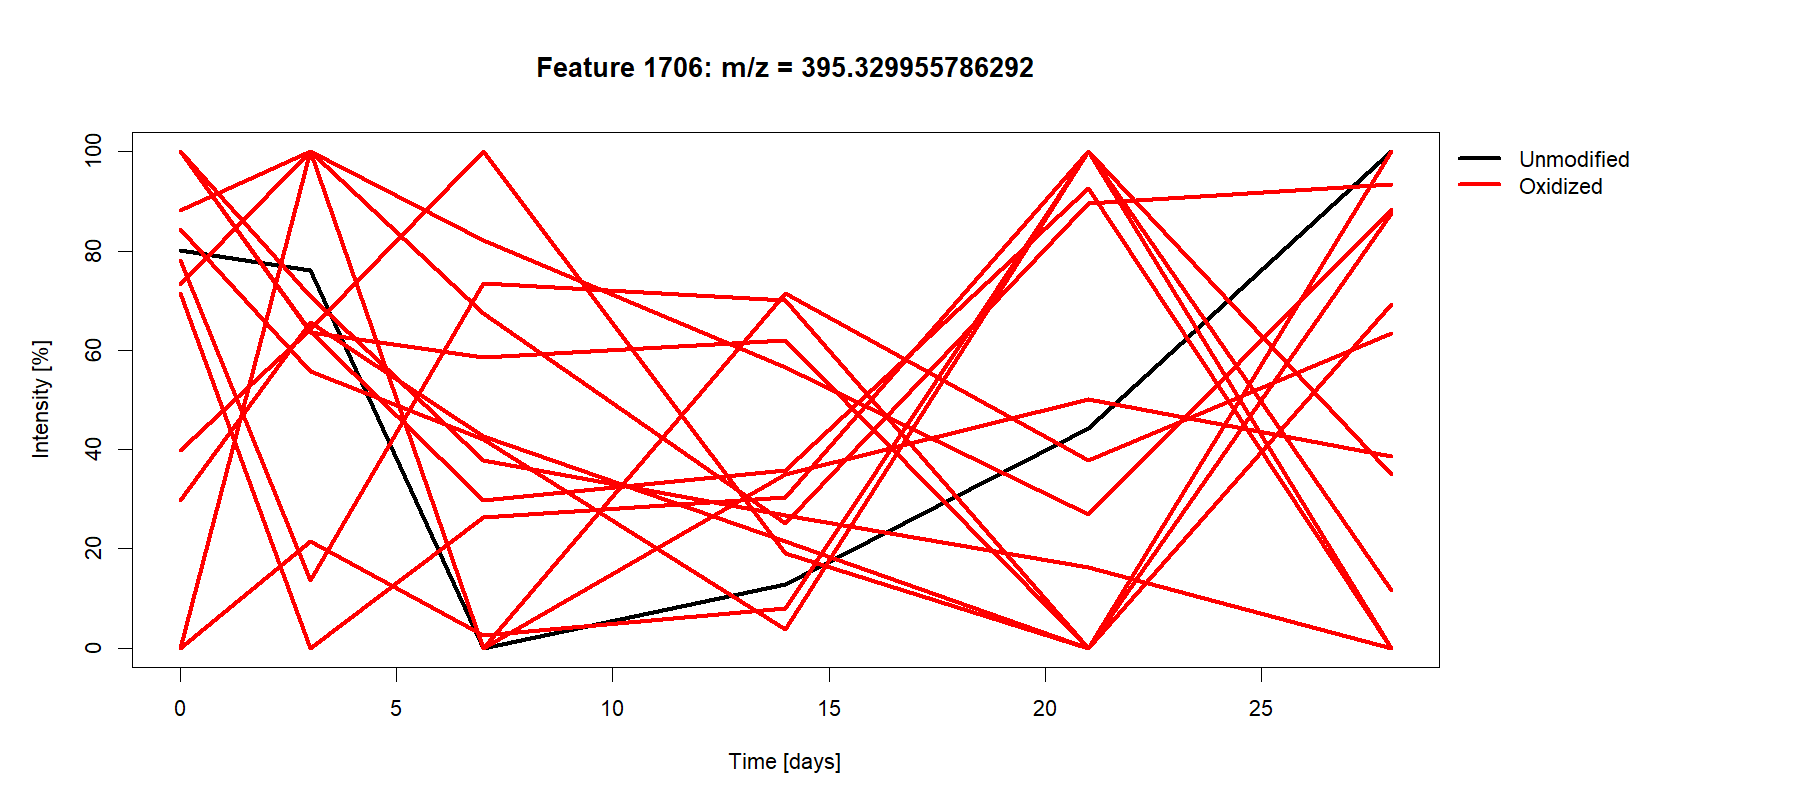 Feature 1706: m/z = 395.329955786292
Unmodified
Oxidized
Intensity [%]
100
80
60
40
20
0
0 5 10 15 20 25
Time [days]